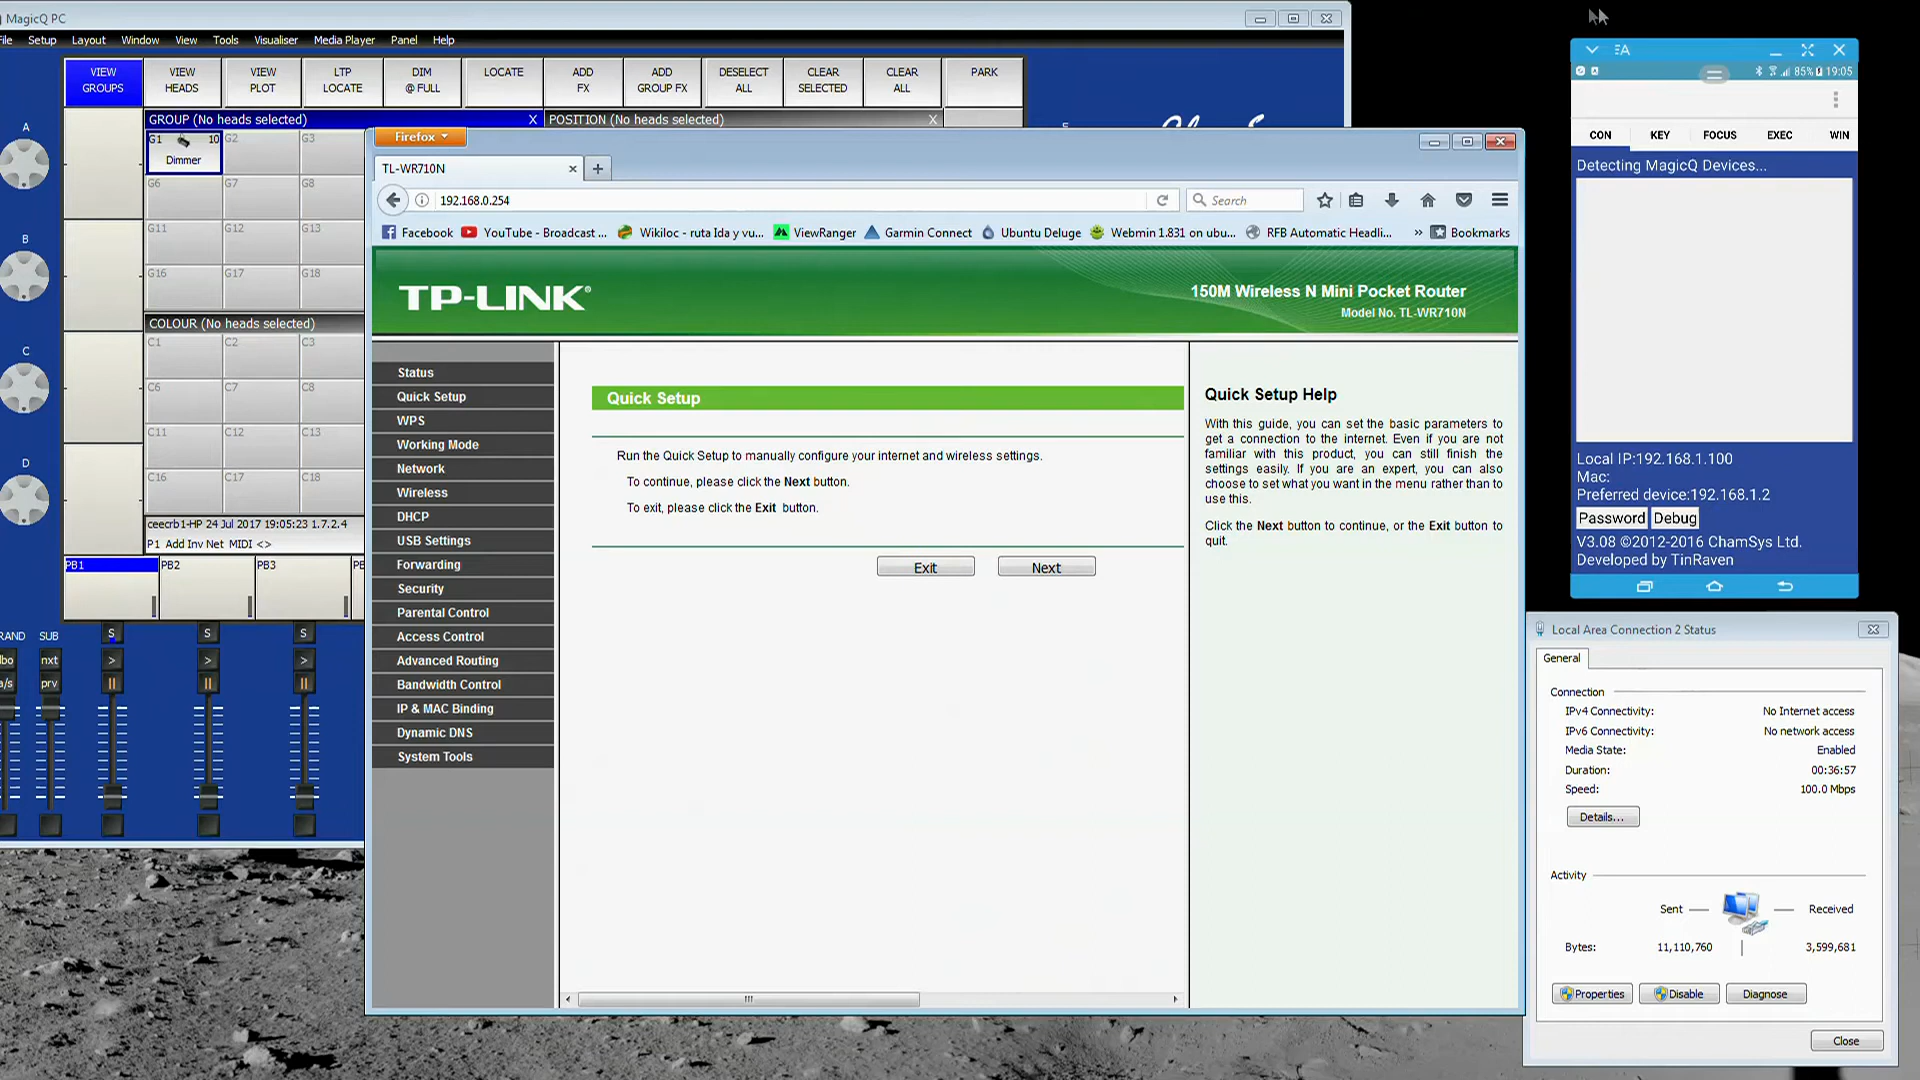 MagicQ PC
File Setup Layout Window View Tools Visualiser Media Player Panel Help
VIEW GROUPS
VIEW HEADS
VIEW PLOT
LTP LOCATE
DIM @ FULL
LOCATE
ADD FX
ADD GROUP FX
DESELECT ALL
CLEAR SELECTED
CLEAR ALL
PARK
GROUP (No heads selected) X
POSITION (No heads selected) X
A
B
C
D
G1 10
Dimmer
G2
G3
G6
G7
G8
G11
G12
G13
G16
G17
G18
COLOUR (No heads selected)
C1
C2
C3
C6
C7
C8
C11
C12
C13
C16
C17
C18
ceecrb1-HP 24 Jul 2017 19:05:23 1.7.2.4
P1 Add Inv Net MIDI <>
PB1
PB2
PB3
RAND SUB
S
S
S
nxt
>
>
>
prv
Firefox
TL-WR710N
192.168.0.254
Search
Facebook
YouTube - Broadcast ...
Wikiloc - ruta Ida y vu...
ViewRanger
Garmin Connect
Ubuntu Deluge
Webmin 1.831 on ubu...
RFB Automatic Headli...
»
Bookmarks
TP-LINK®
150M Wireless N Mini Pocket Router
Model No. TL-WR710N
Status
Quick Setup
WPS
Working Mode
Network
Wireless
DHCP
USB Settings
Forwarding
Security
Parental Control
Access Control
Advanced Routing
Bandwidth Control
IP & MAC Binding
Dynamic DNS
System Tools
Quick Setup
Run the Quick Setup to manually configure your internet and wireless settings.
To continue, please click the Next button.
To exit, please click the Exit button.
Exit
Next
Quick Setup Help
With this guide, you can set the basic parameters to
get a connection to the internet. Even if you are not
familiar with this product, you can still finish the
settings easily. If you are an expert, you can also
choose to set what you want in the menu rather than to
use this.
Click the Next button to continue, or the Exit button to
quit.
85% 19:05
CON KEY FOCUS EXEC WIN
Detecting MagicQ Devices...
Local IP:192.168.1.100
Mac:
Preferred device:192.168.1.2
Password Debug
V3.08 ©2012-2016 ChamSys Ltd.
Developed by TinRaven
Local Area Connection 2 Status
General
Connection
IPv4 Connectivity: No Internet access
IPv6 Connectivity: No network access
Media State: Enabled
Duration: 00:36:57
Speed: 100.0 Mbps
Details...
Activity
Sent
Received
Bytes: 11,110,760 3,599,681
Properties
Disable
Diagnose
Close